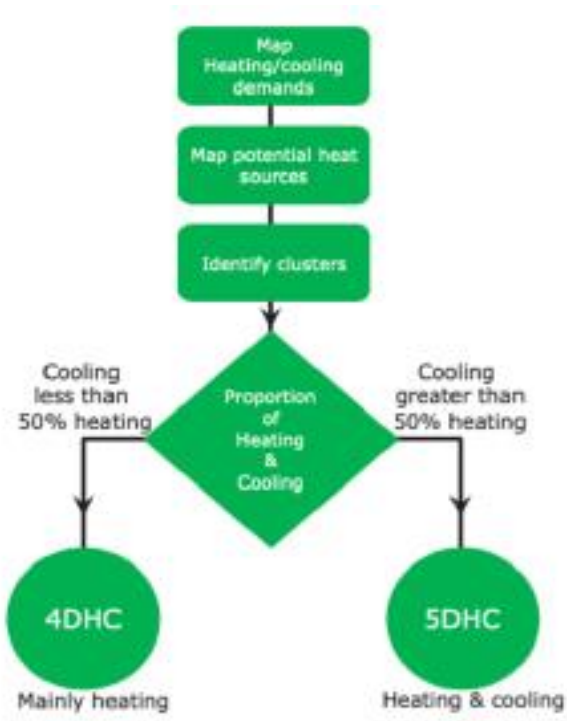 Map
Heating/cooling
demands
Map potential heat
sources
Identify clusters
Cooling
less than
50% heating
Proportion
of
Heating
&
Cooling
Cooling
greater than
50% heating
4DHC
5DHC
Mainly heating
Heating & cooling